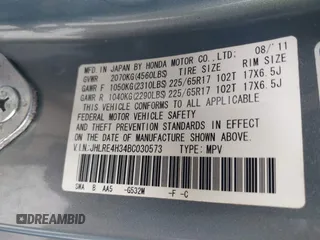 MFD. IN JAPAN BY HONDA MOTOR CO., LTD. 08/11
GVWR 2070KG(4560LBS) TIRE SIZE RIM SIZE
GAWR F 1050KG(2310LBS) 225/65R17 102T 17X6.5J
GAWR R 1040KG(2290LBS) 225/65R17 102T 17X6.5J
THIS VEHICLE CONFORMS TO ALL APPLICABLE
FEDERAL MOTOR VEHICLE SAFETY
STANDARDS IN EFFECT ON
THE DATE OF MANUFACTURE SHOWN ABOVE.
V.I.N: JHLRE4H34BC030573 TYPE: MPV
SWA B AA5 -G532M -F -C
DREAMBID